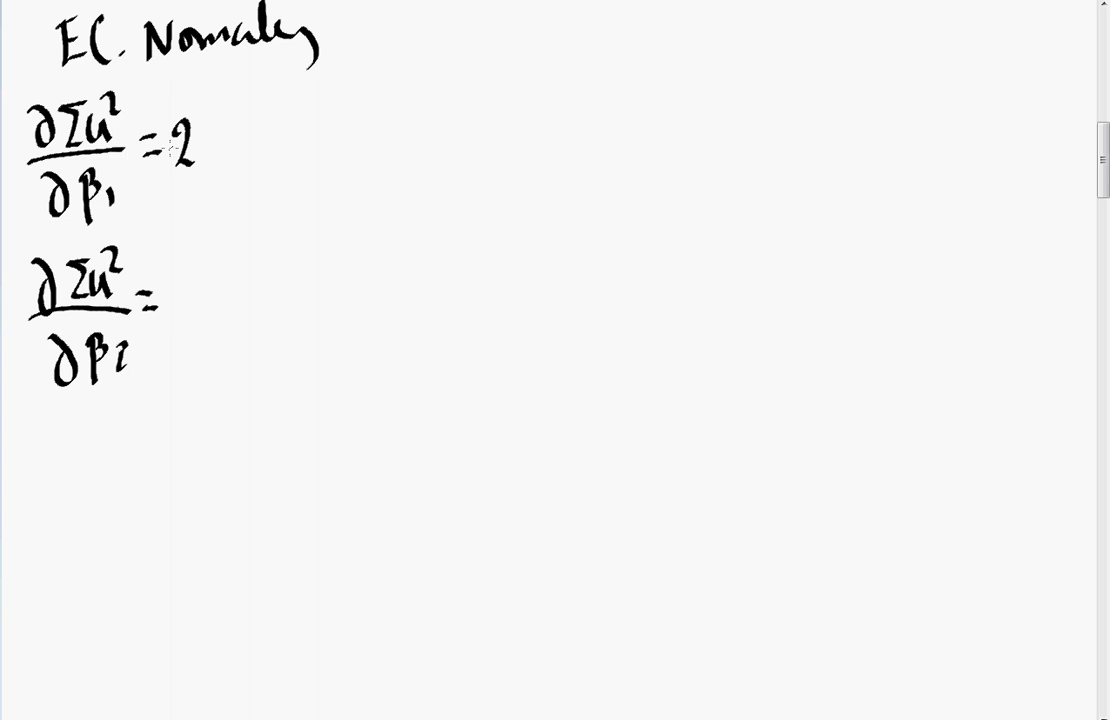 EC. Normales
∂Σu² / ∂β₁ = 2
∂Σu² / ∂β₂ =